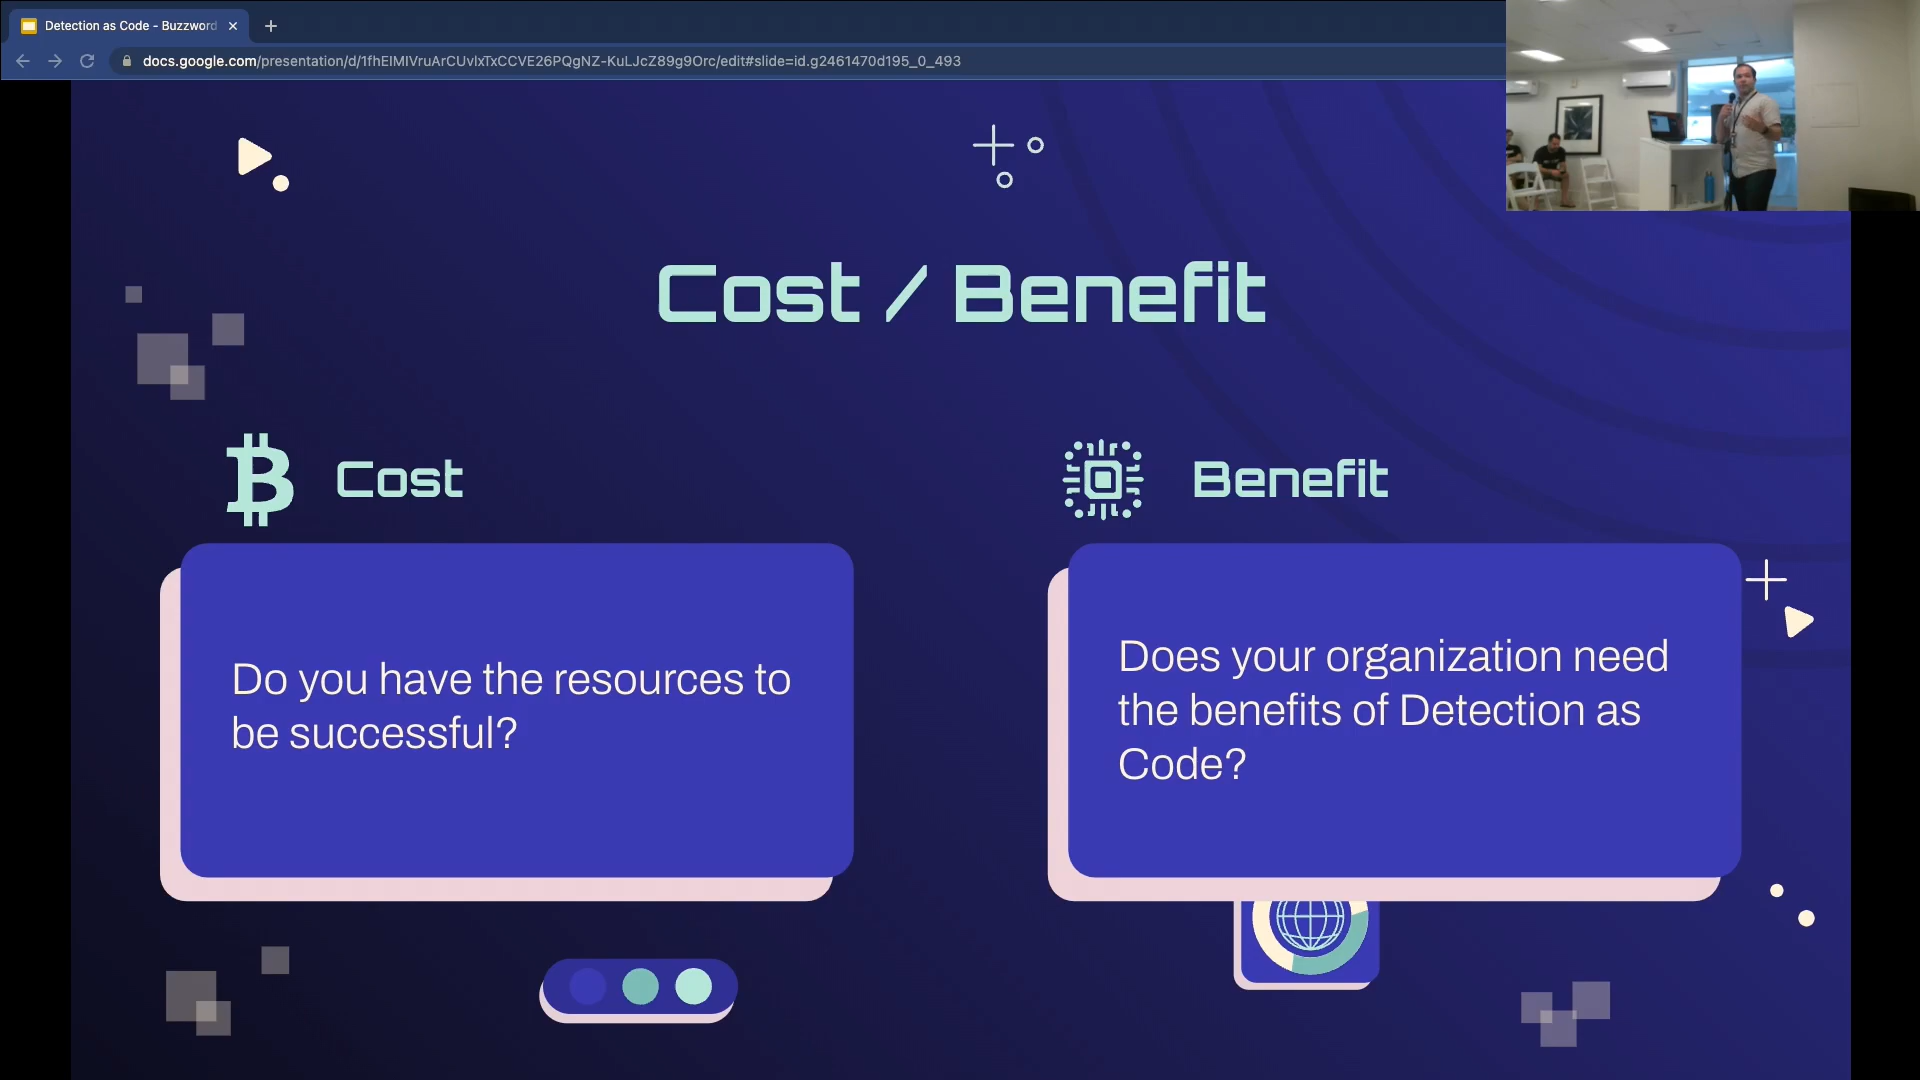 Detection as Code - Buzzword
docs.google.com/presentation/d/1fhEIMIVruArCUvlxTxCCVE26PQgNZ-KuLJcZ89g9Orc/edit#slide=id.g2461470d195_0_493
Cost / Benefit
Cost
Benefit
Do you have the resources to
be successful?
Does your organization need
the benefits of Detection as
Code?